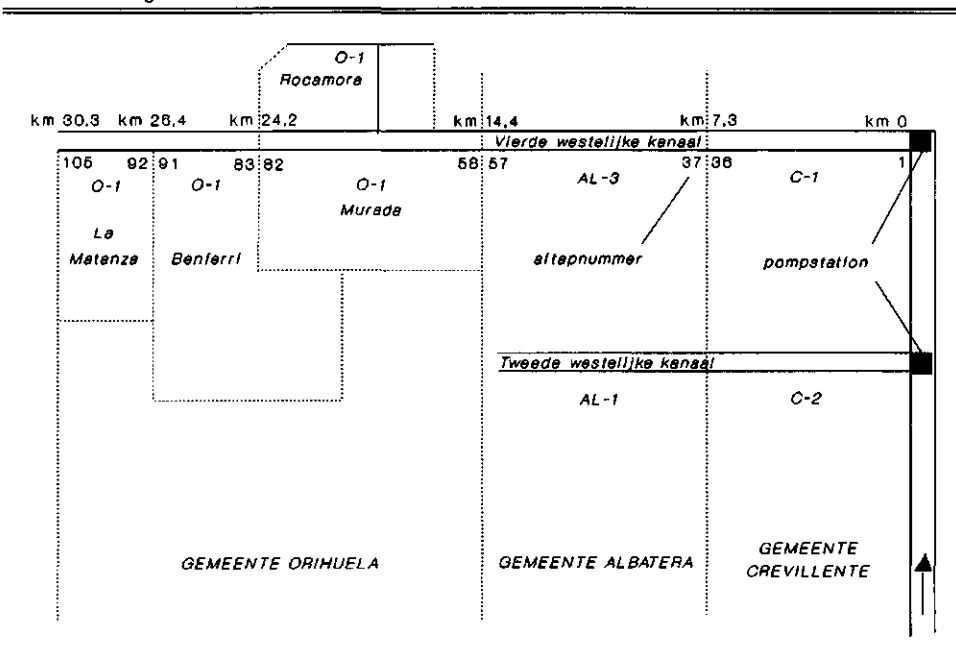 O-1
Rocamora
km 30,3 km 26,4 km 24,2 km 14,4 km 7,3 km 0
Vierde westelijke kanaal
105 92 91 83 82 58 57 37 36 1
O-1 O-1 O-1 AL-3 C-1
Murada
La
Matanza Benferri aftapnummer pompstation
Tweede westelijke kanaal
AL-1 C-2
GEMEENTE ORIHUELA GEMEENTE ALBATERA GEMEENTE
CREVILLENTE